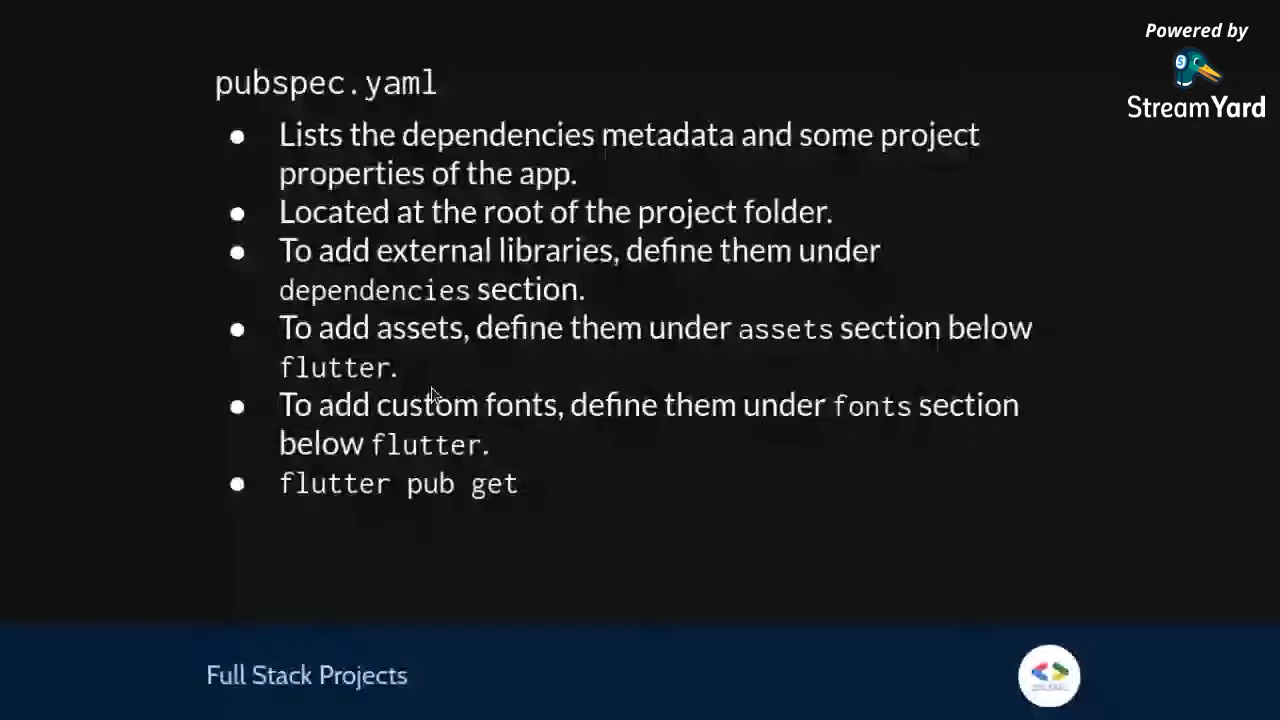 Powered by
StreamYard
pubspec.yaml
● Lists the dependencies metadata and some project
properties of the app.
● Located at the root of the project folder.
● To add external libraries, define them under
dependencies section.
● To add assets, define them under assets section below
flutter.
● To add custom fonts, define them under fonts section
below flutter.
● flutter pub get
Full Stack Projects